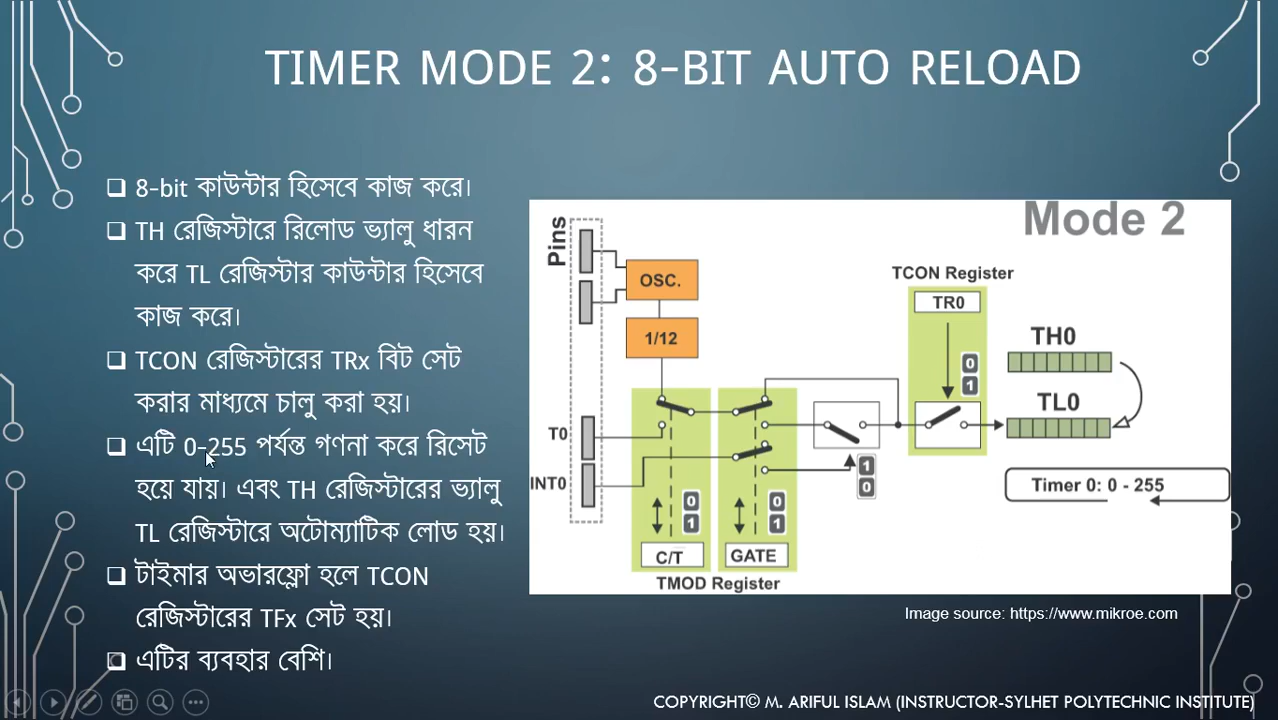 TIMER MODE 2: 8-BIT AUTO RELOAD
8-bit কাউন্টার হিসেবে কাজ করে।
TH রেজিস্টারে রিলোড ভ্যালু ধারন
করে TL রেজিস্টার কাউন্টার হিসেবে
কাজ করে।
TCON রেজিস্টারের TRx বিট সেট
করার মাধ্যমে চালু করা হয়।
এটি 0-255 পর্যন্ত গণনা করে রিসেট
হয়ে যায়। এবং TH রেজিস্টারের ভ্যালু
TL রেজিস্টারে অটোম্যাটিক লোড হয়।
টাইমার অভারফ্লো হলে TCON
রেজিস্টারের TFx সেট হয়।
এটির ব্যবহার বেশি।
Mode 2
Pins
OSC.
1/12
T0
INT0
0
1
C/T
0
1
GATE
TMOD Register
1
0
TCON Register
TR0
0
1
TH0
TL0
Timer 0: 0 - 255
Image source: https://www.mikroe.com
COPYRIGHT© M. ARIFUL ISLAM (INSTRUCTOR-SYLHET POLYTECHNIC INSTITUTE)